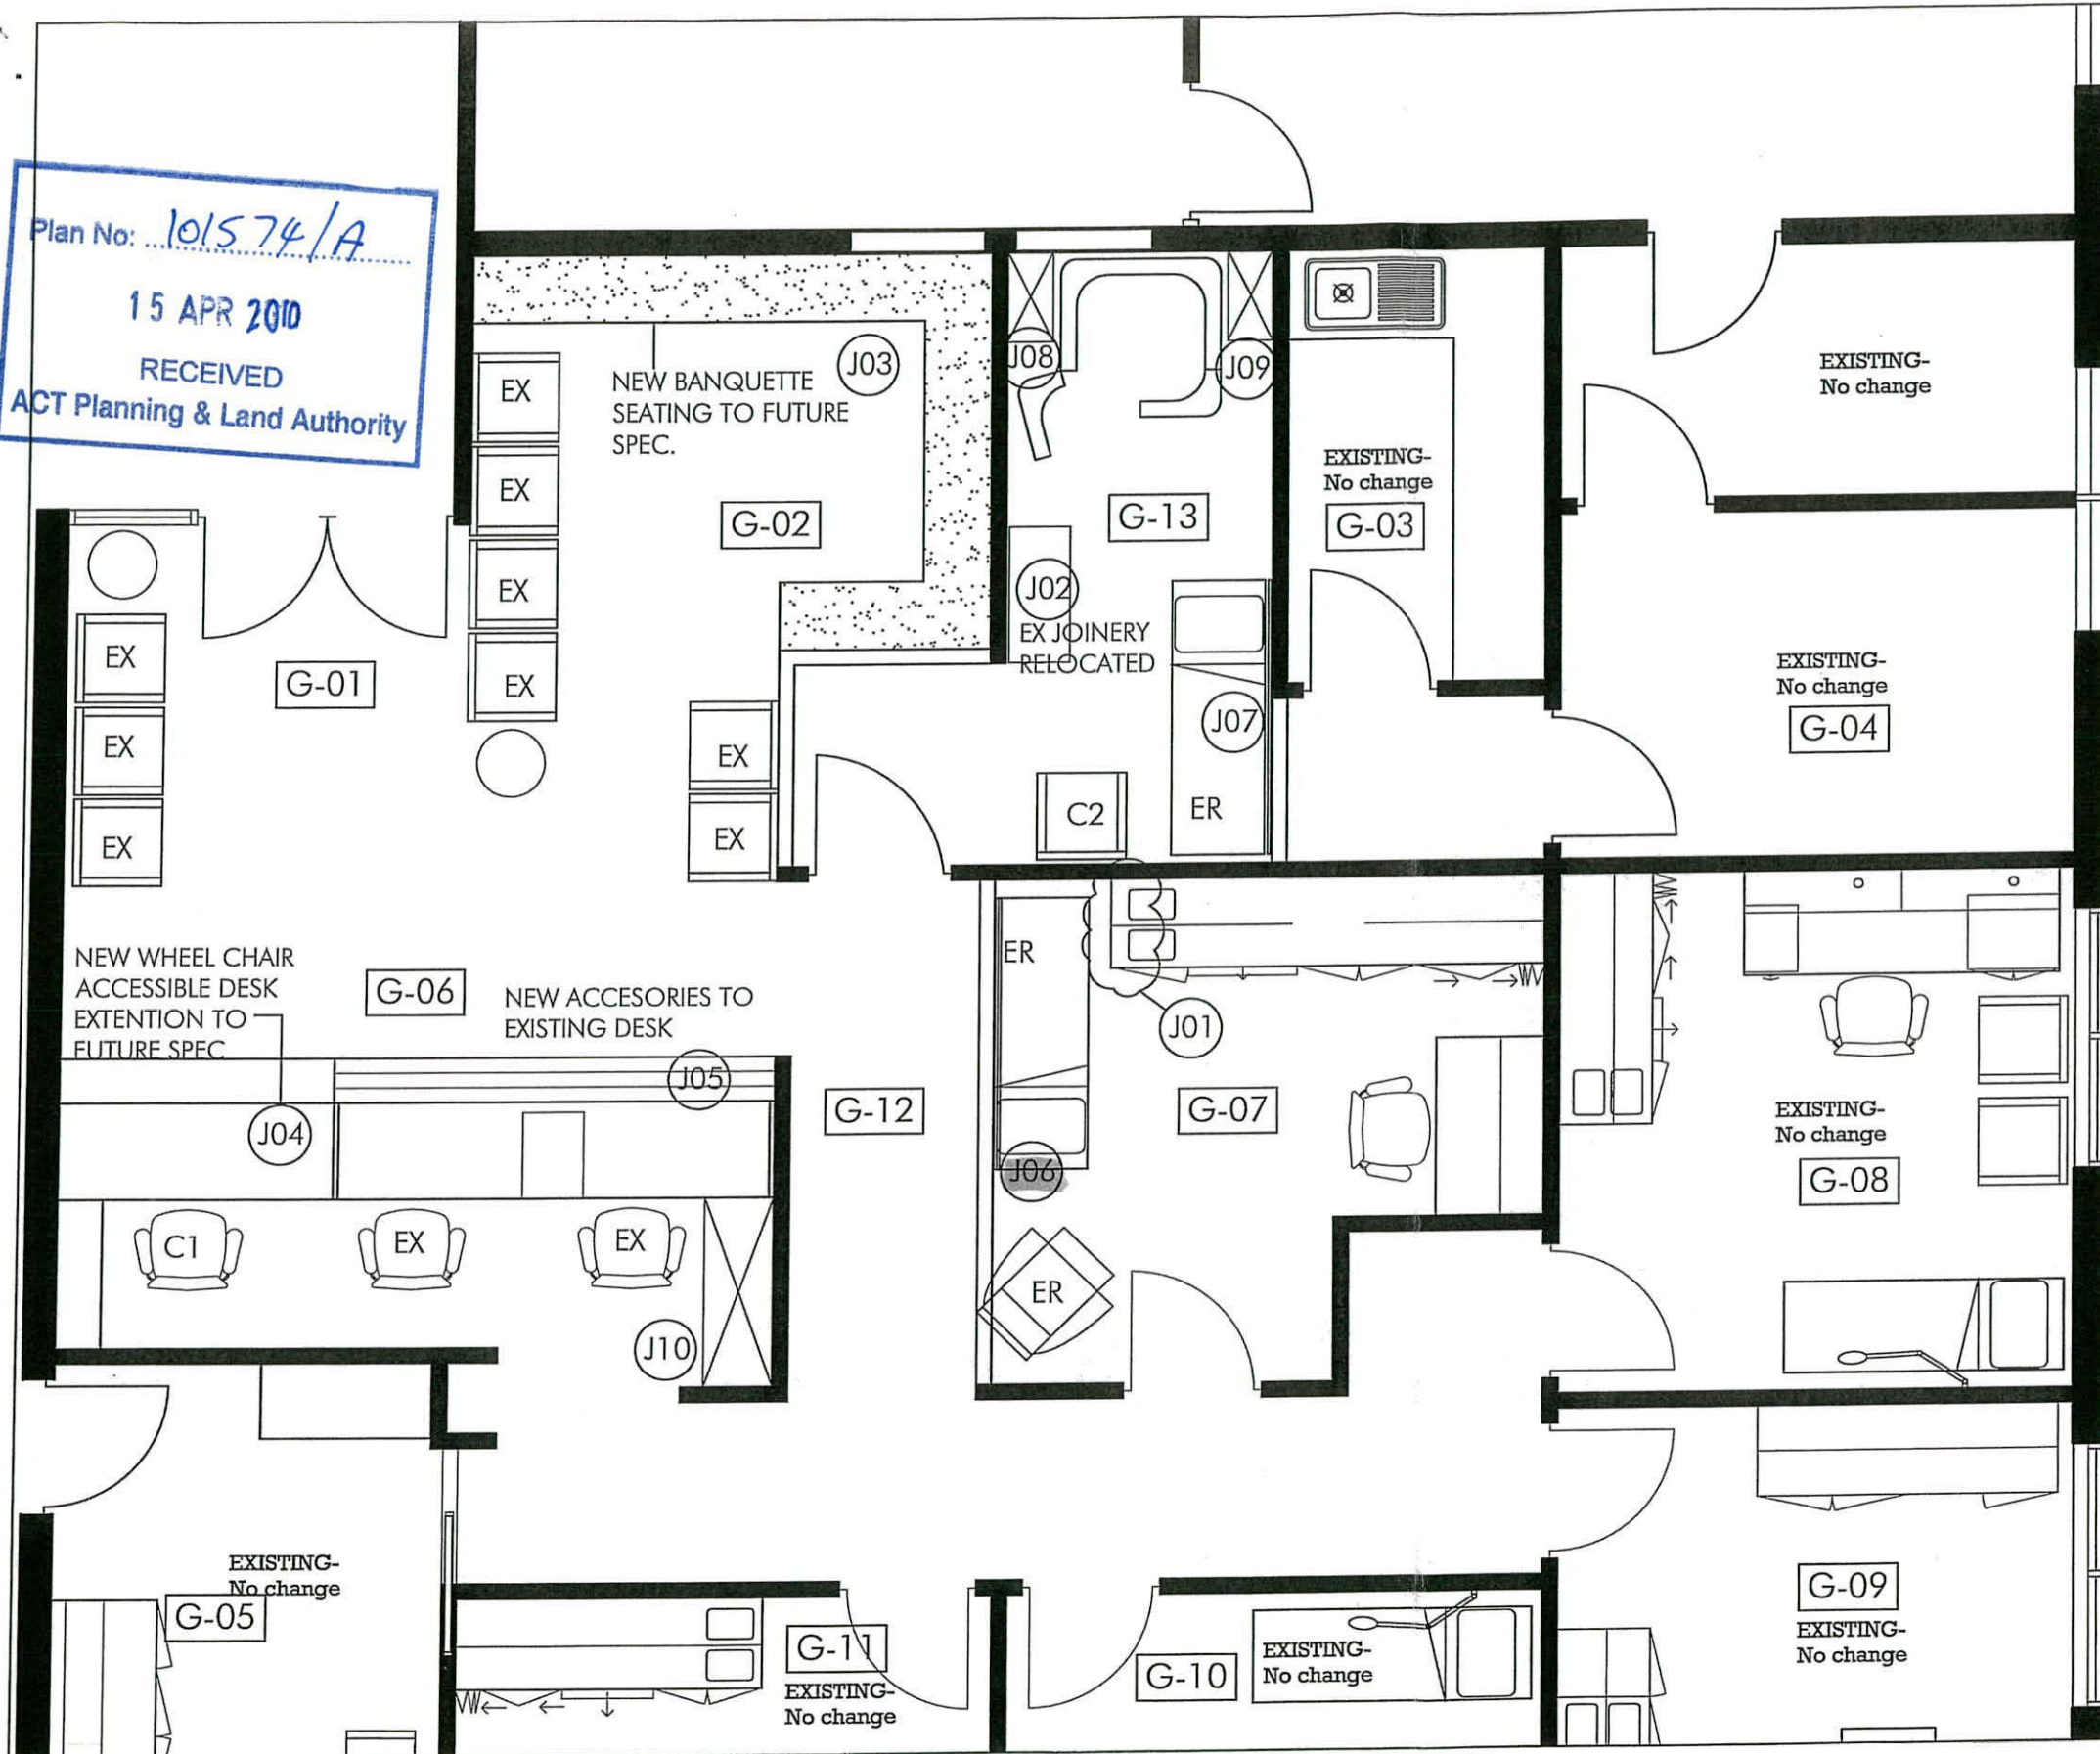 Plan No: 101574/A
15 APR 2010
RECEIVED
ACT Planning & Land Authority
EX
EX
EX
EX
NEW BANQUETTE
SEATING TO FUTURE
SPEC.
J03
G-02
J08
J09
G-13
J02
EX JOINERY
RELOCATED
J07
ER
C2
EXISTING-
No change
G-03
EXISTING-
No change
EXISTING-
No change
G-04
EX
EX
EX
G-01
EX
EX
NEW WHEEL CHAIR
ACCESSIBLE DESK
EXTENTION TO
FUTURE SPEC
G-06
NEW ACCESORIES TO
EXISTING DESK
J05
J04
C1
EX
EX
J10
G-12
ER
J01
G-07
J06
ER
EXISTING-
No change
G-08
EXISTING-
No change
G-05
G-11
EXISTING-
No change
G-10
EXISTING-
No change
G-09
EXISTING-
No change